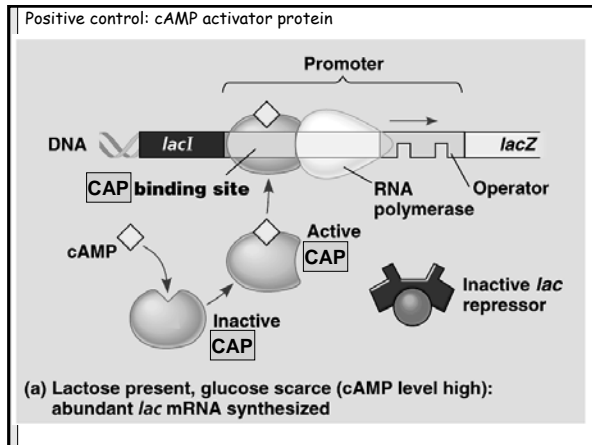 Positive control: cAMP activator protein
Promoter
DNA
lacI
lacZ
CAP binding site
RNA
polymerase
Operator
cAMP
Active
CAP
Inactive
CAP
Inactive lac
repressor
(a) Lactose present, glucose scarce (cAMP level high):
abundant lac mRNA synthesized